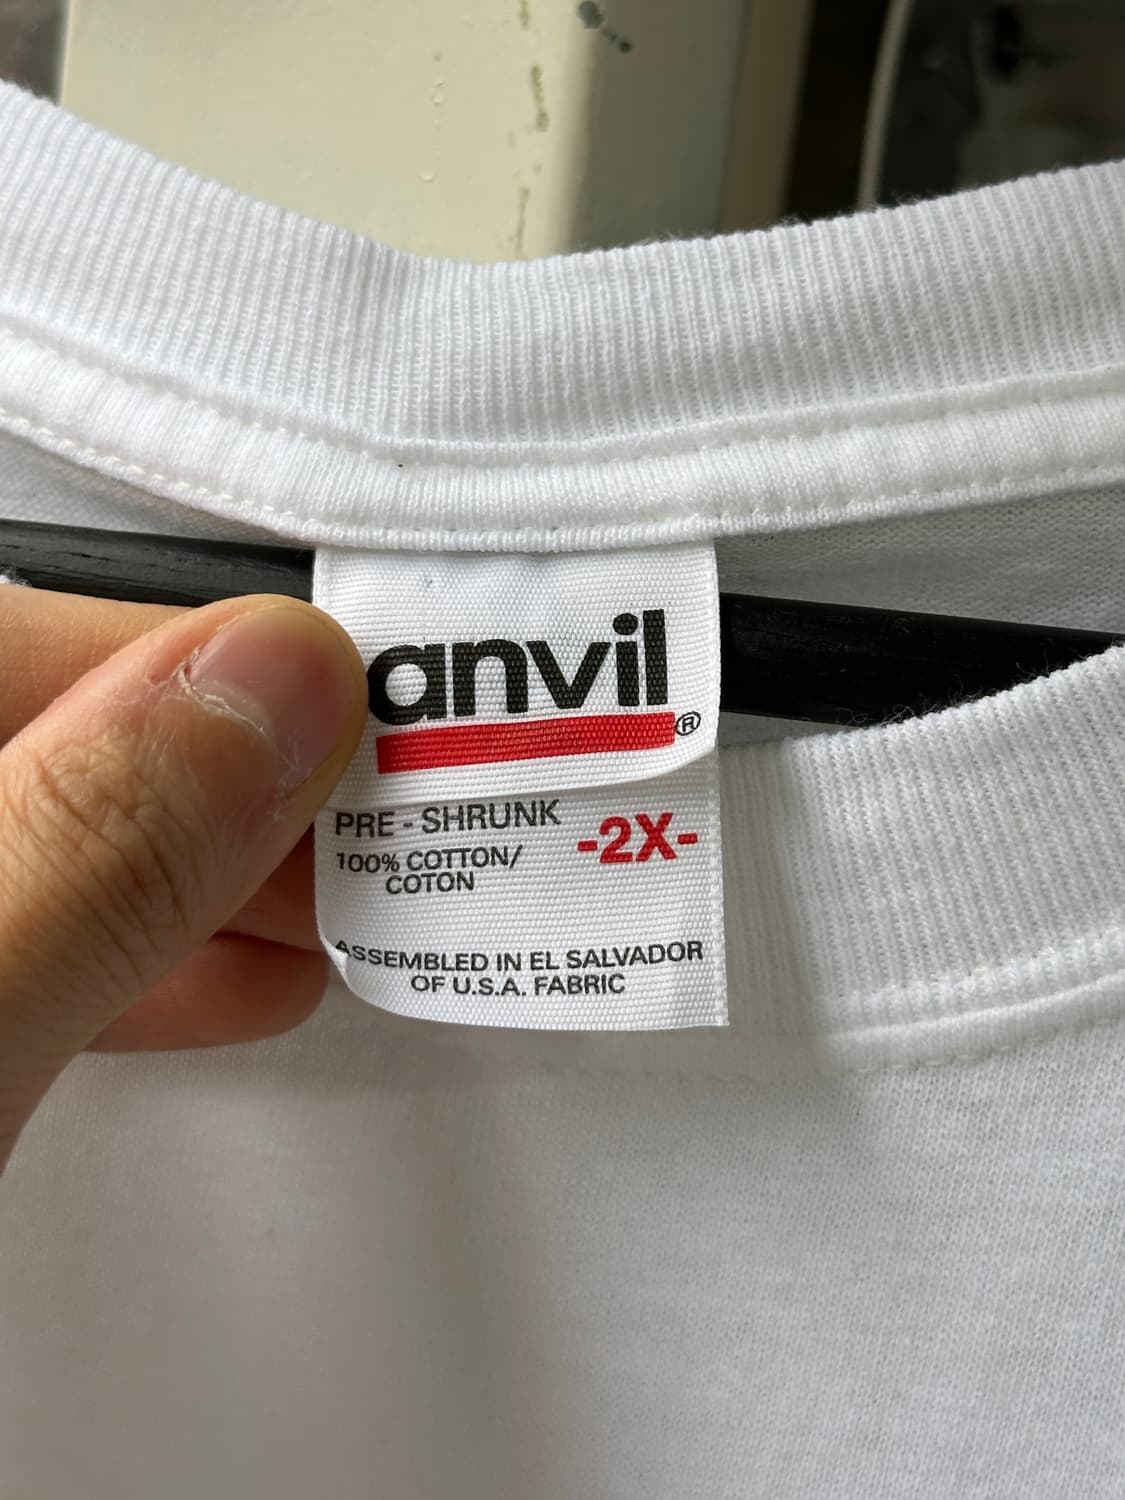 anvil®
PRE - SHRUNK
-2X-
100% COTTON/
COTON
ASSEMBLED IN EL SALVADOR
OF U.S.A. FABRIC